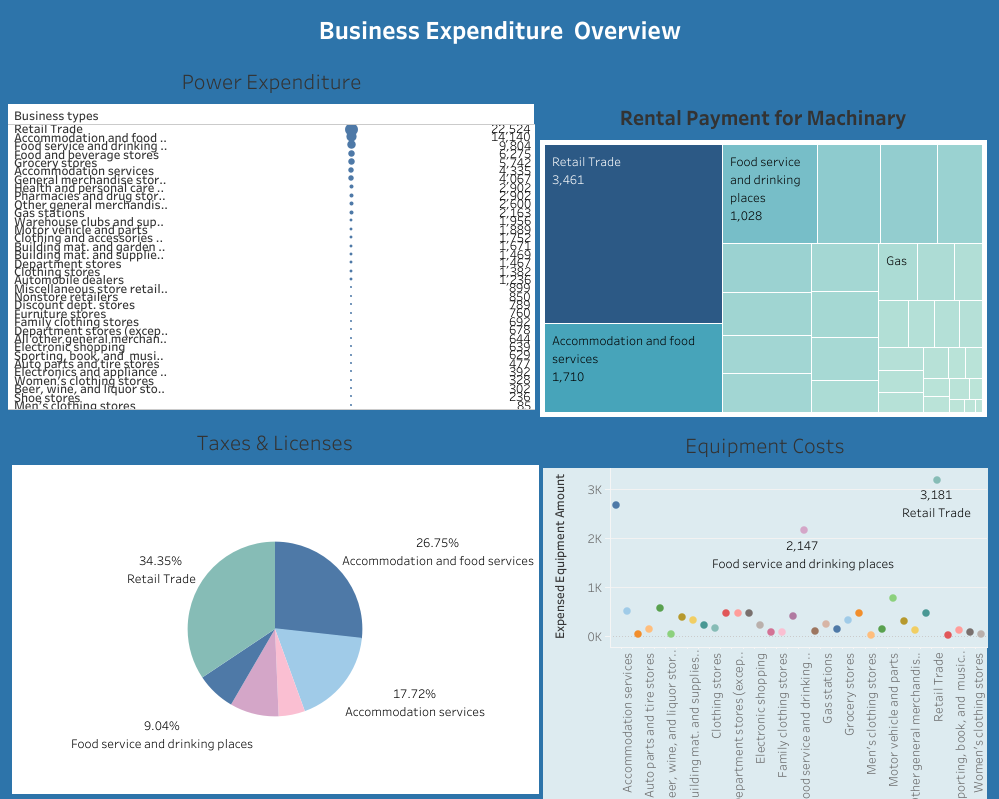 Business Expenditure Overview
Power Expenditure
Business types
Retail Trade 22,524
Accommodation and food .. 14,140
Food service and drinking .. 9,804
Food and beverage stores 6,275
Grocery stores 5,742
Accommodation services 4,335
General merchandise stor.. 4,067
Health and personal care .. 2,902
Pharmacies and drug stor.. 2,902
Other general merchandis.. 2,600
Gas stations 2,163
Warehouse clubs and sup.. 1,956
Motor vehicle and parts 1,889
Clothing and accessories .. 1,752
Building mat. and garden .. 1,671
Building mat. and supplie.. 1,469
Department stores 1,467
Clothing stores 1,382
Automobile dealers 1,236
Miscellaneous store retail.. 899
Nonstore retailers 850
Discount dept. stores 789
Furniture stores 760
Family clothing stores 692
Department stores (excep.. 678
All other general merchan.. 644
Electronic shopping 639
Sporting, book, and musi.. 629
Auto parts and tire stores 477
Electronics and appliance .. 392
Women's clothing stores 328
Beer, wine, and liquor sto.. 302
Shoe stores 236
Men's clothing stores 85
Rental Payment for Machinary
Retail Trade
3,461
Accommodation and food
services
1,710
Food service
and drinking
places
1,028
Gas
Taxes & Licenses
34.35%
Retail Trade
26.75%
Accommodation and food services
17.72%
Accommodation services
9.04%
Food service and drinking places
Equipment Costs
Expensed Equipment Amount
3K
2K
1K
0K
3,181
Retail Trade
2,147
Food service and drinking places
Accommodation services
Auto parts and tire stores
eer, wine, and liquor stor..
uilding mat. and supplies..
Clothing stores
epartment stores (excep..
Electronic shopping
Family clothing stores
ood service and drinking ..
Gas stations
Grocery stores
Men's clothing stores
Motor vehicle and parts
ther general merchandis..
Retail Trade
porting, book, and music..
Women's clothing stores